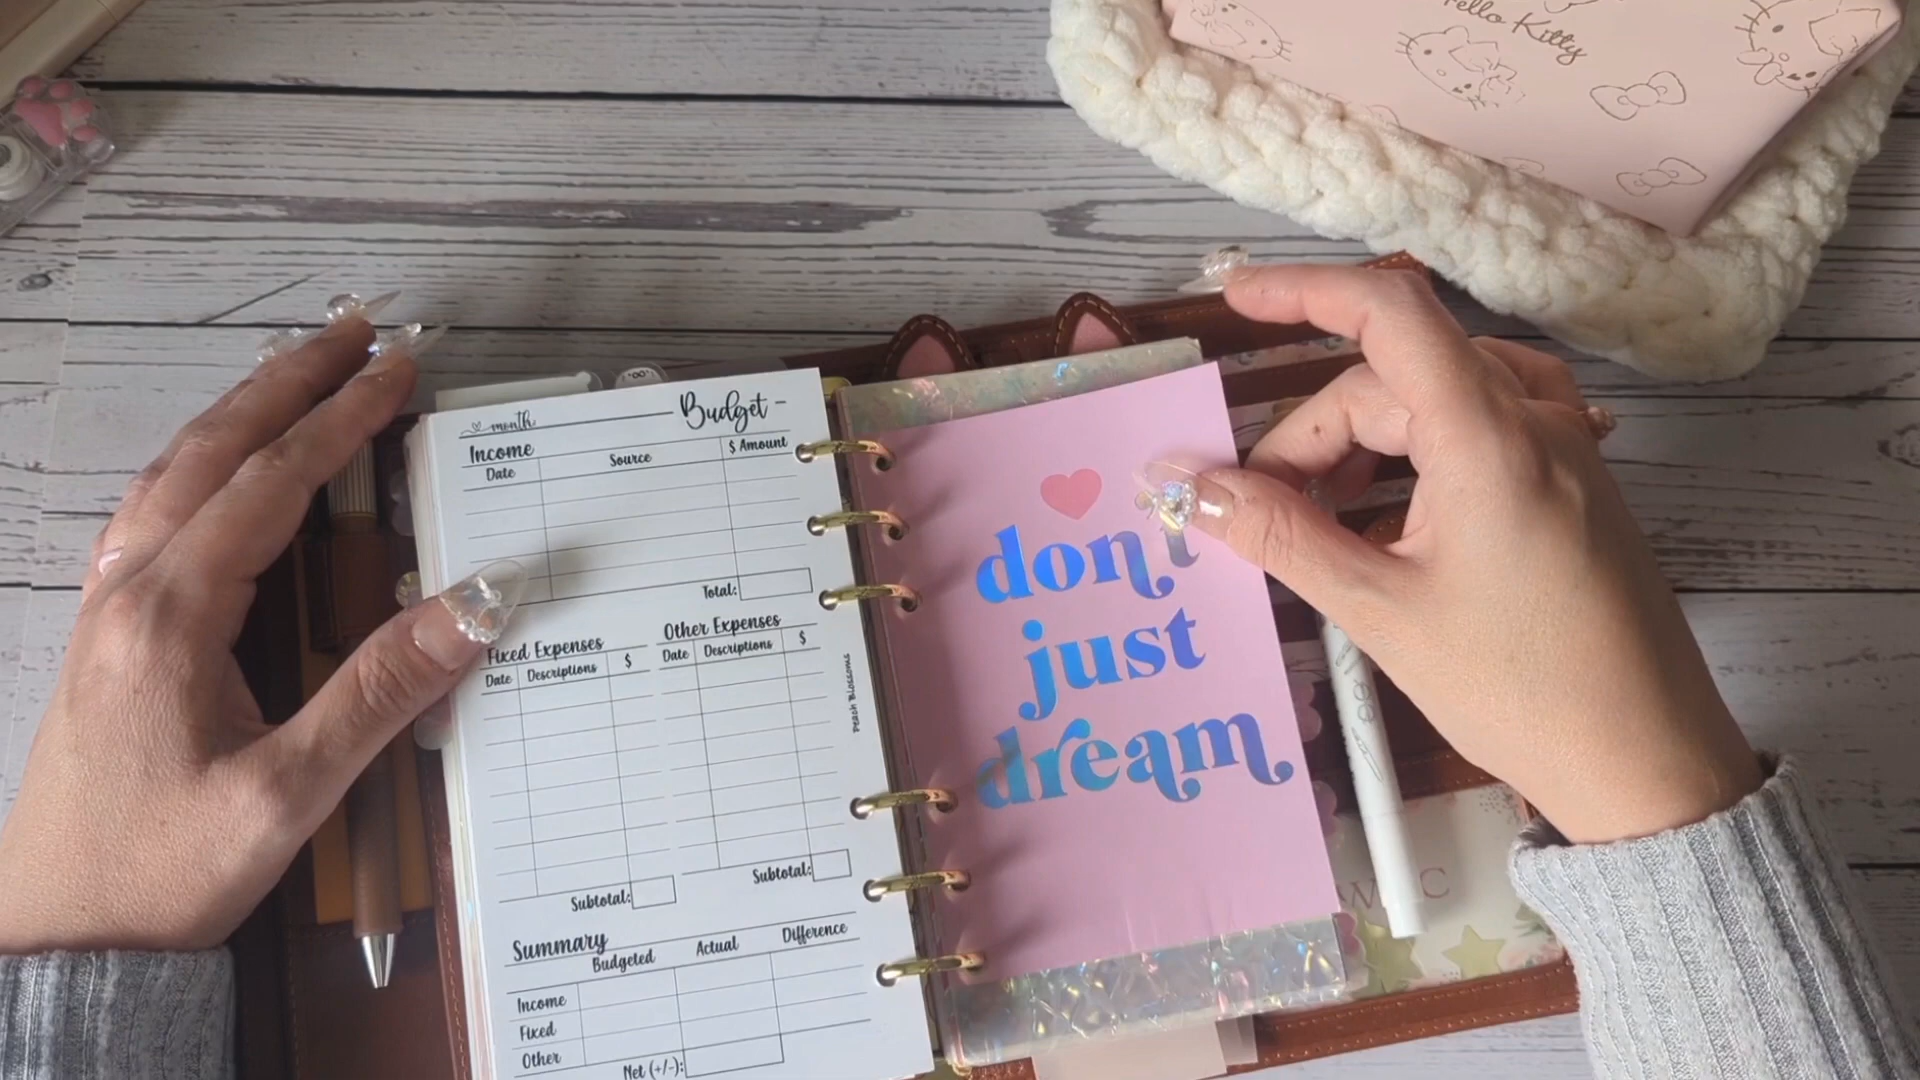 Hello Kitty
month Budget -
Income
Date Source $ Amount
Total:
Fixed Expenses
Date Descriptions $
Subtotal:
Other Expenses
Date Descriptions $
Subtotal:
Peach Blossoms
Summary
Budgeted Actual Difference
Income
Fixed
Other
Net (+/-):
don't
just
dream